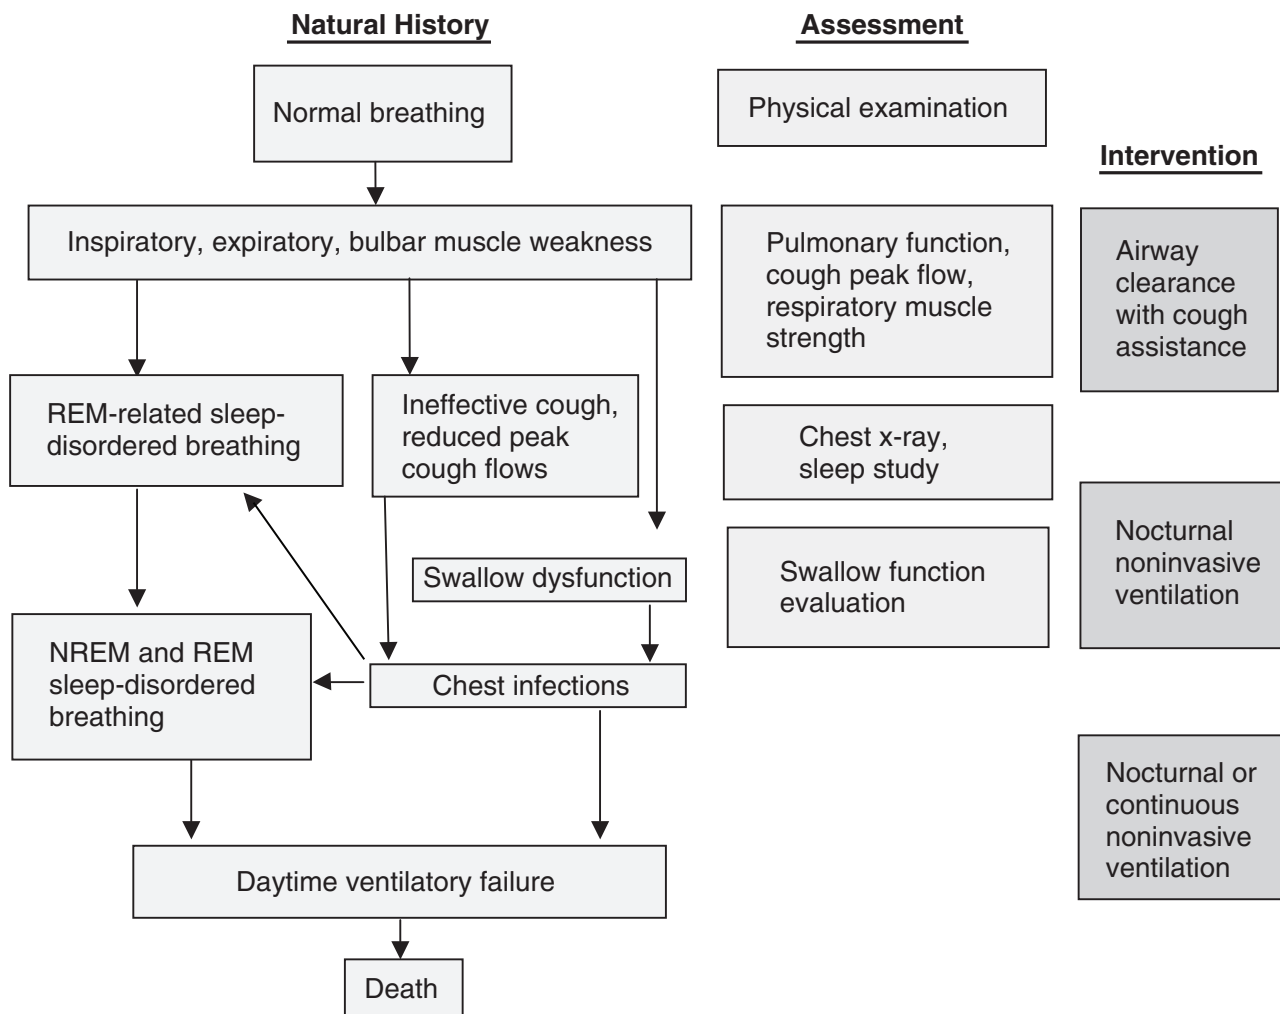 Natural History
Normal breathing
Inspiratory, expiratory, bulbar muscle weakness
REM-related sleep-
disordered breathing
Ineffective cough,
reduced peak
cough flows
Swallow dysfunction
NREM and REM
sleep-disordered
breathing
Chest infections
Daytime ventilatory failure
Death
Assessment
Physical examination
Pulmonary function,
cough peak flow,
respiratory muscle
strength
Chest x-ray,
sleep study
Swallow function
evaluation
Intervention
Airway
clearance
with cough
assistance
Nocturnal
noninvasive
ventilation
Nocturnal or
continuous
noninvasive
ventilation